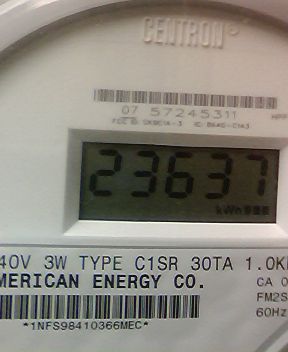 CENTRON
07 57245311
23637
kWh
40V 3W TYPE C1SR 30TA 1.0K
MERICAN ENERGY CO.
CA 0
FM2S
60Hz
*1NFS98410366MEC*